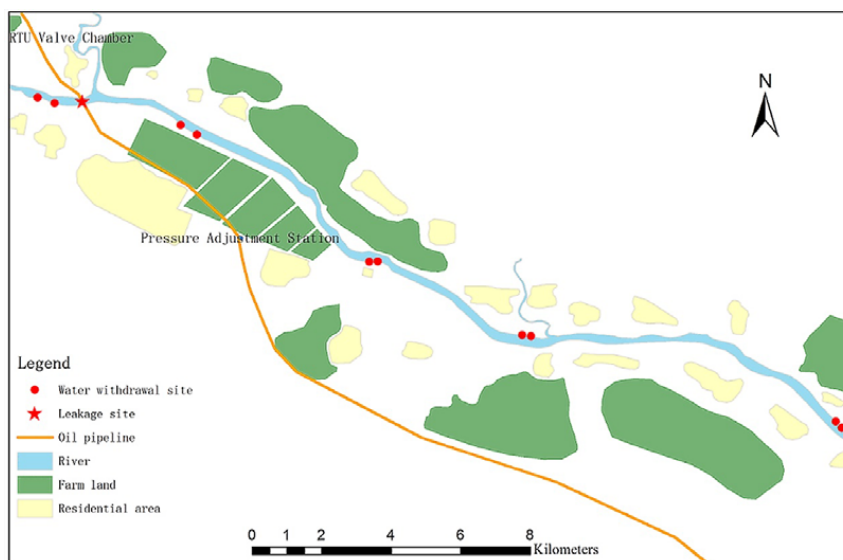 RTU Valve Chamber
N
Pressure Adjustment Station
Legend
Water withdrawal site
Leakage site
Oil pipeline
River
Farm land
Residential area
0 1 2 4 6 8
Kilometers